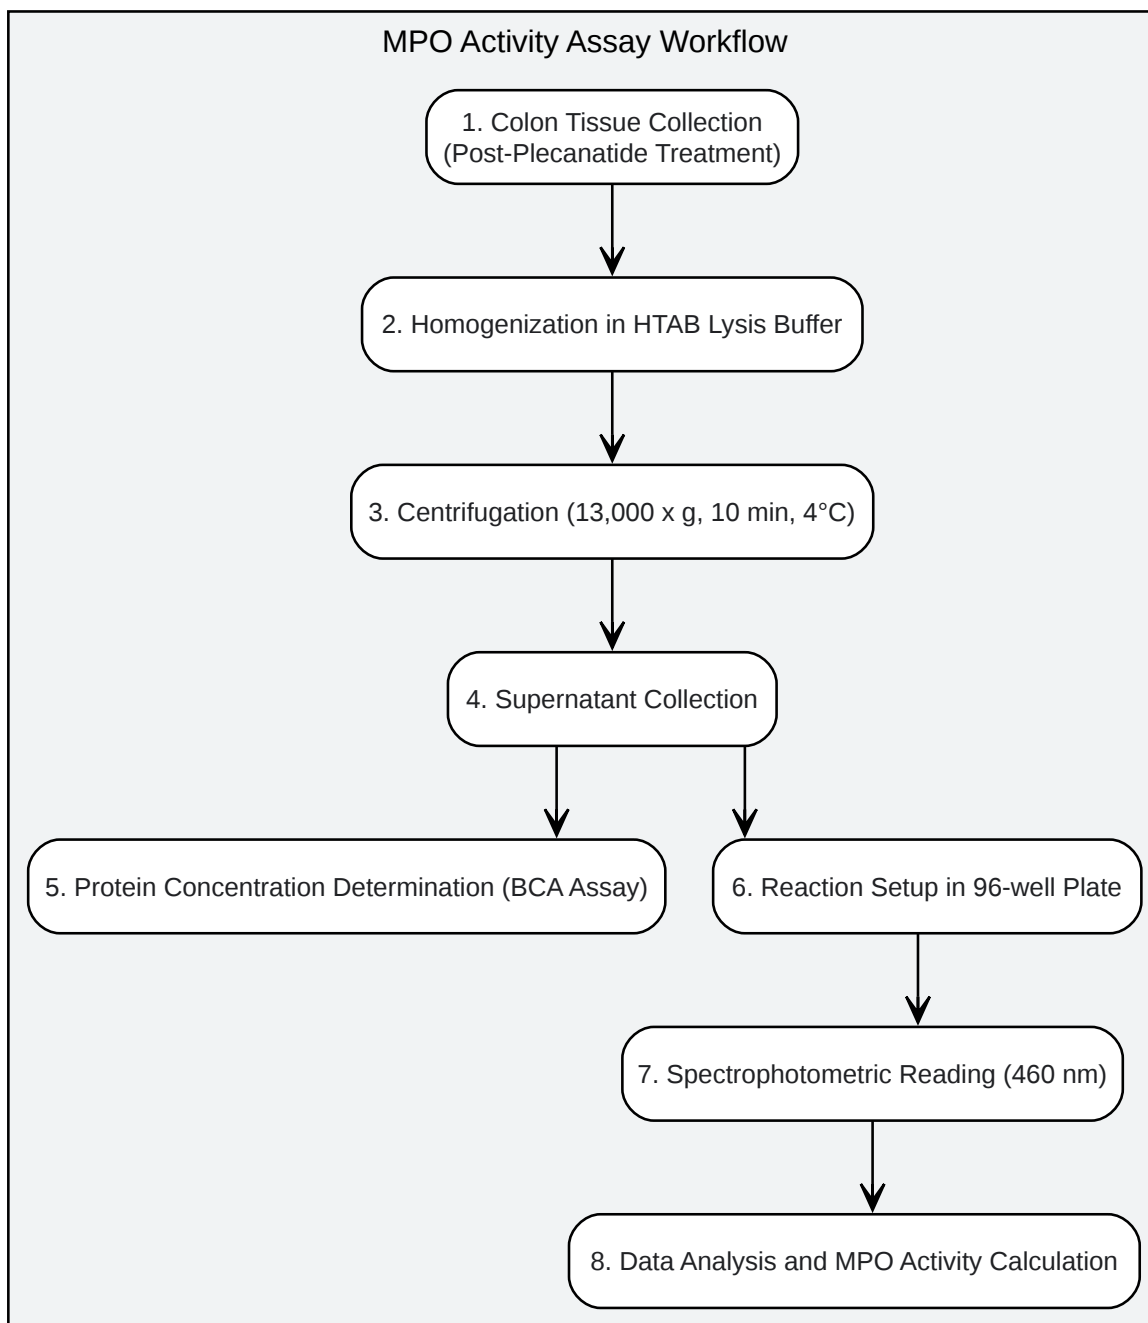 MPO Activity Assay Workflow
1. Colon Tissue Collection
(Post-Plecanatide Treatment)
2. Homogenization in HTAB Lysis Buffer
3. Centrifugation (13,000 x g, 10 min, 4°C)
4. Supernatant Collection
5. Protein Concentration Determination (BCA Assay)
6. Reaction Setup in 96-well Plate
7. Spectrophotometric Reading (460 nm)
8. Data Analysis and MPO Activity Calculation